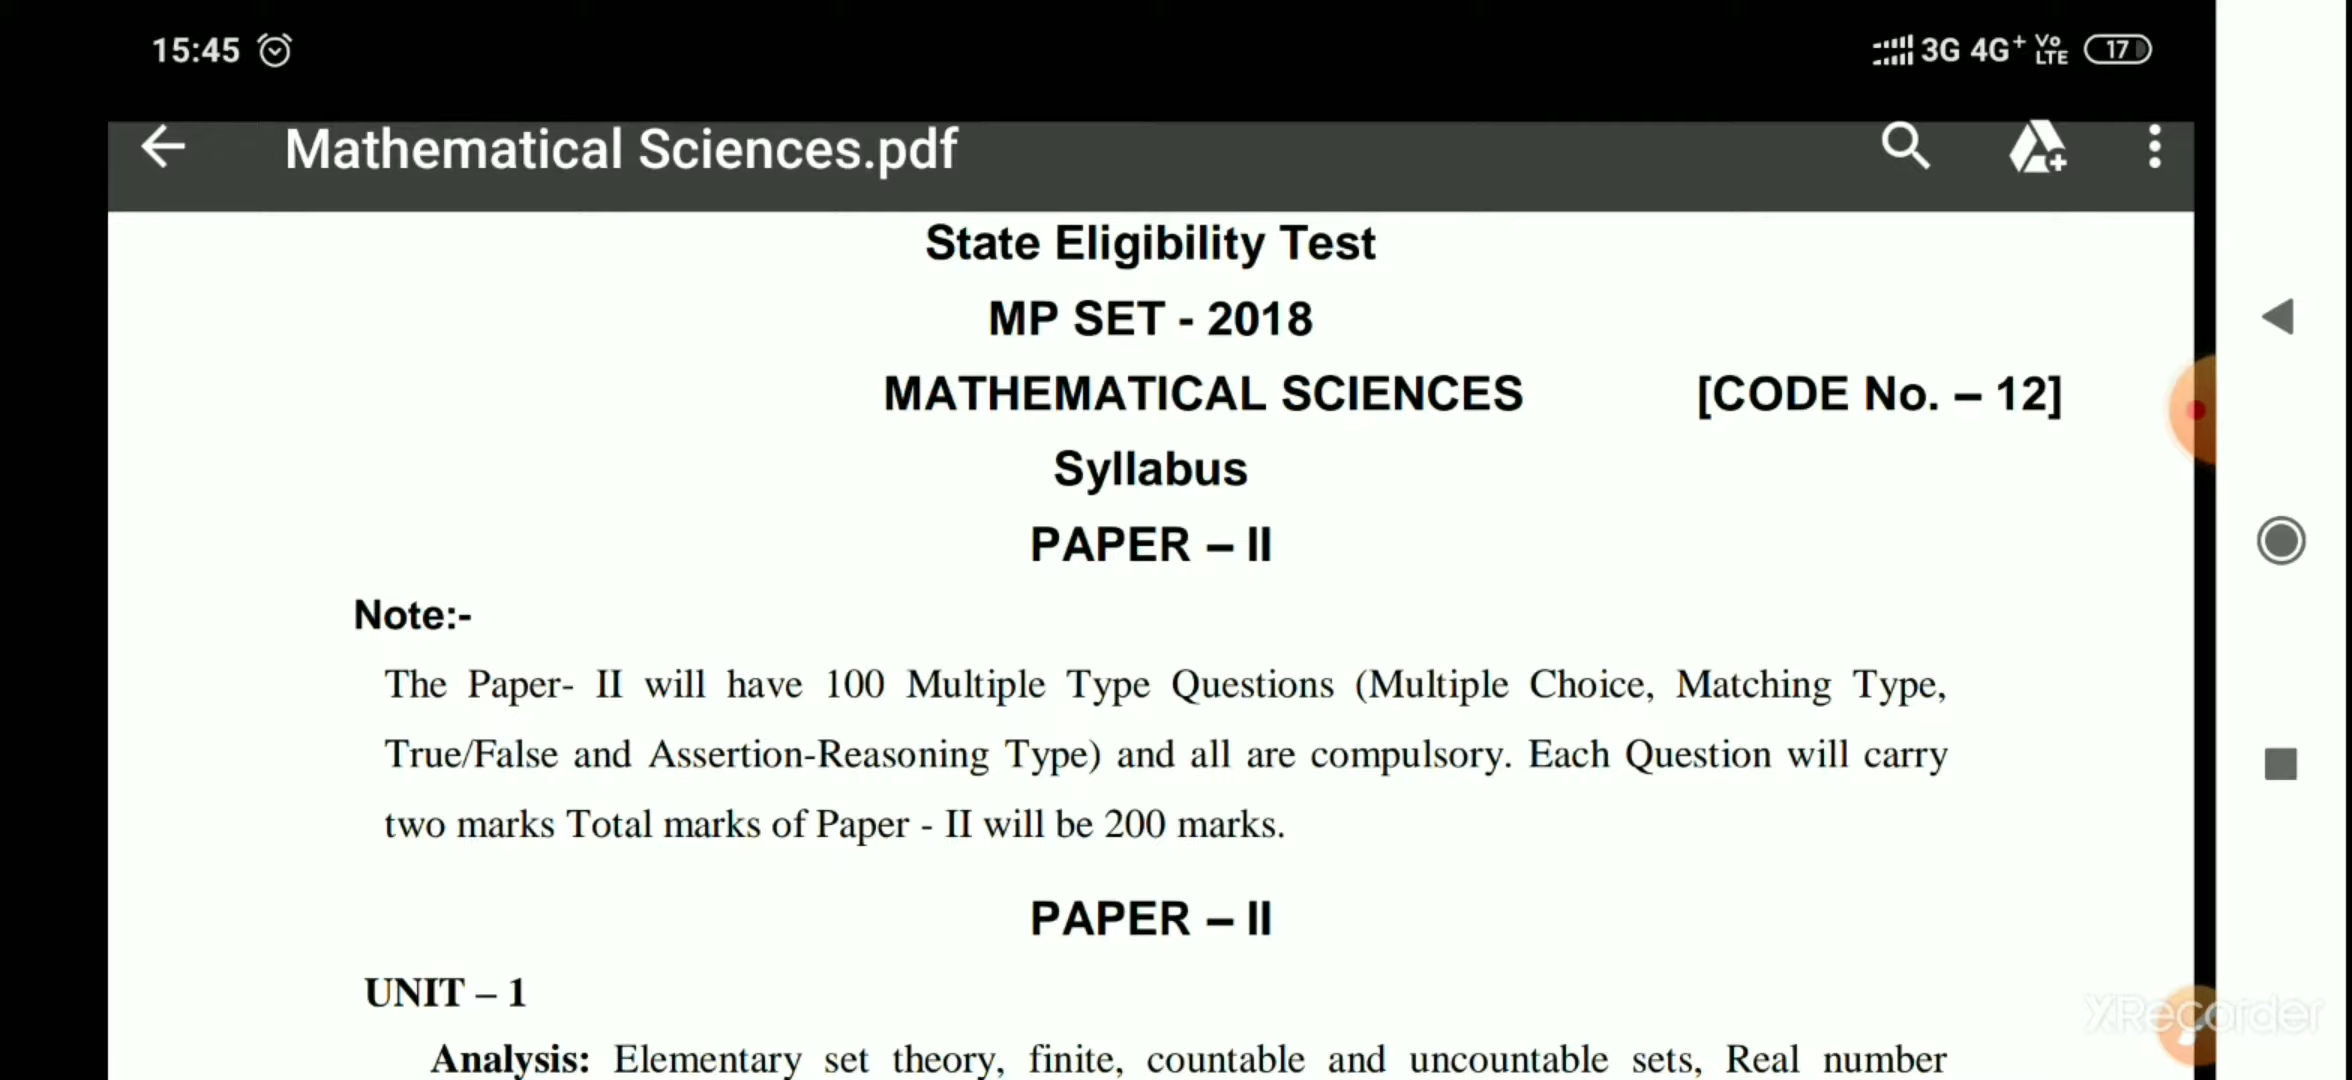 15:45
3G 4G+ Vo LTE 17
Mathematical Sciences.pdf
State Eligibility Test
MP SET - 2018
MATHEMATICAL SCIENCES [CODE No. – 12]
Syllabus
PAPER – II
Note:-
The Paper- II will have 100 Multiple Type Questions (Multiple Choice, Matching Type,
True/False and Assertion-Reasoning Type) and all are compulsory. Each Question will carry
two marks Total marks of Paper - II will be 200 marks.
PAPER – II
UNIT – 1
Analysis: Elementary set theory, finite, countable and uncountable sets, Real number
XRecorder